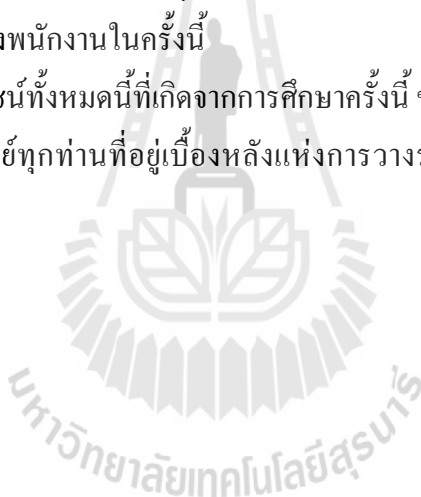 งพนักงานในครั้งนี้
ชน์ทั้งหมดนี้ที่เกิดจากการศึกษาครั้งนี้
ย์ทุกท่านที่อยู่เบื้องหลังแห่งการวาง
มหาวิทยาลัยเทคโนโลยีสุรนารี